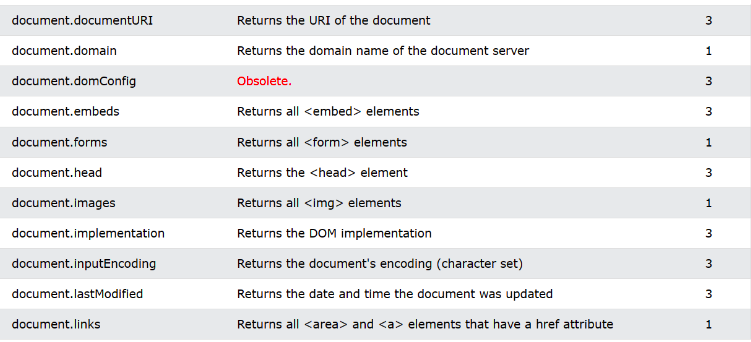 document.documentURI Returns the URI of the document 3
document.domain Returns the domain name of the document server 1
document.domConfig Obsolete. 3
document.embeds Returns all <embed> elements 3
document.forms Returns all <form> elements 1
document.head Returns the <head> element 3
document.images Returns all <img> elements 1
document.implementation Returns the DOM implementation 3
document.inputEncoding Returns the document's encoding (character set) 3
document.lastModified Returns the date and time the document was updated 3
document.links Returns all <area> and <a> elements that have a href attribute 1